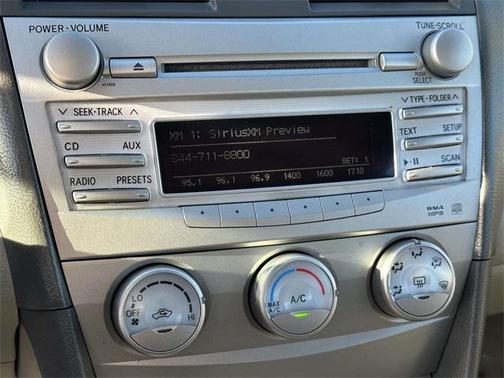 POWER·VOLUME
TUNE·SCROLL
PUSH SELECT
SEEK·TRACK
TYPE·FOLDER
CD AUX
TEXT SETUP
RADIO PRESETS
SCAN
XM 1: SiriusXM Preview
844-711-8800
SET: 1
95.1 96.1 96.9 1400 1600 1710
WMA
MP3
LO
OFF
HI
MAX A/C
A/C